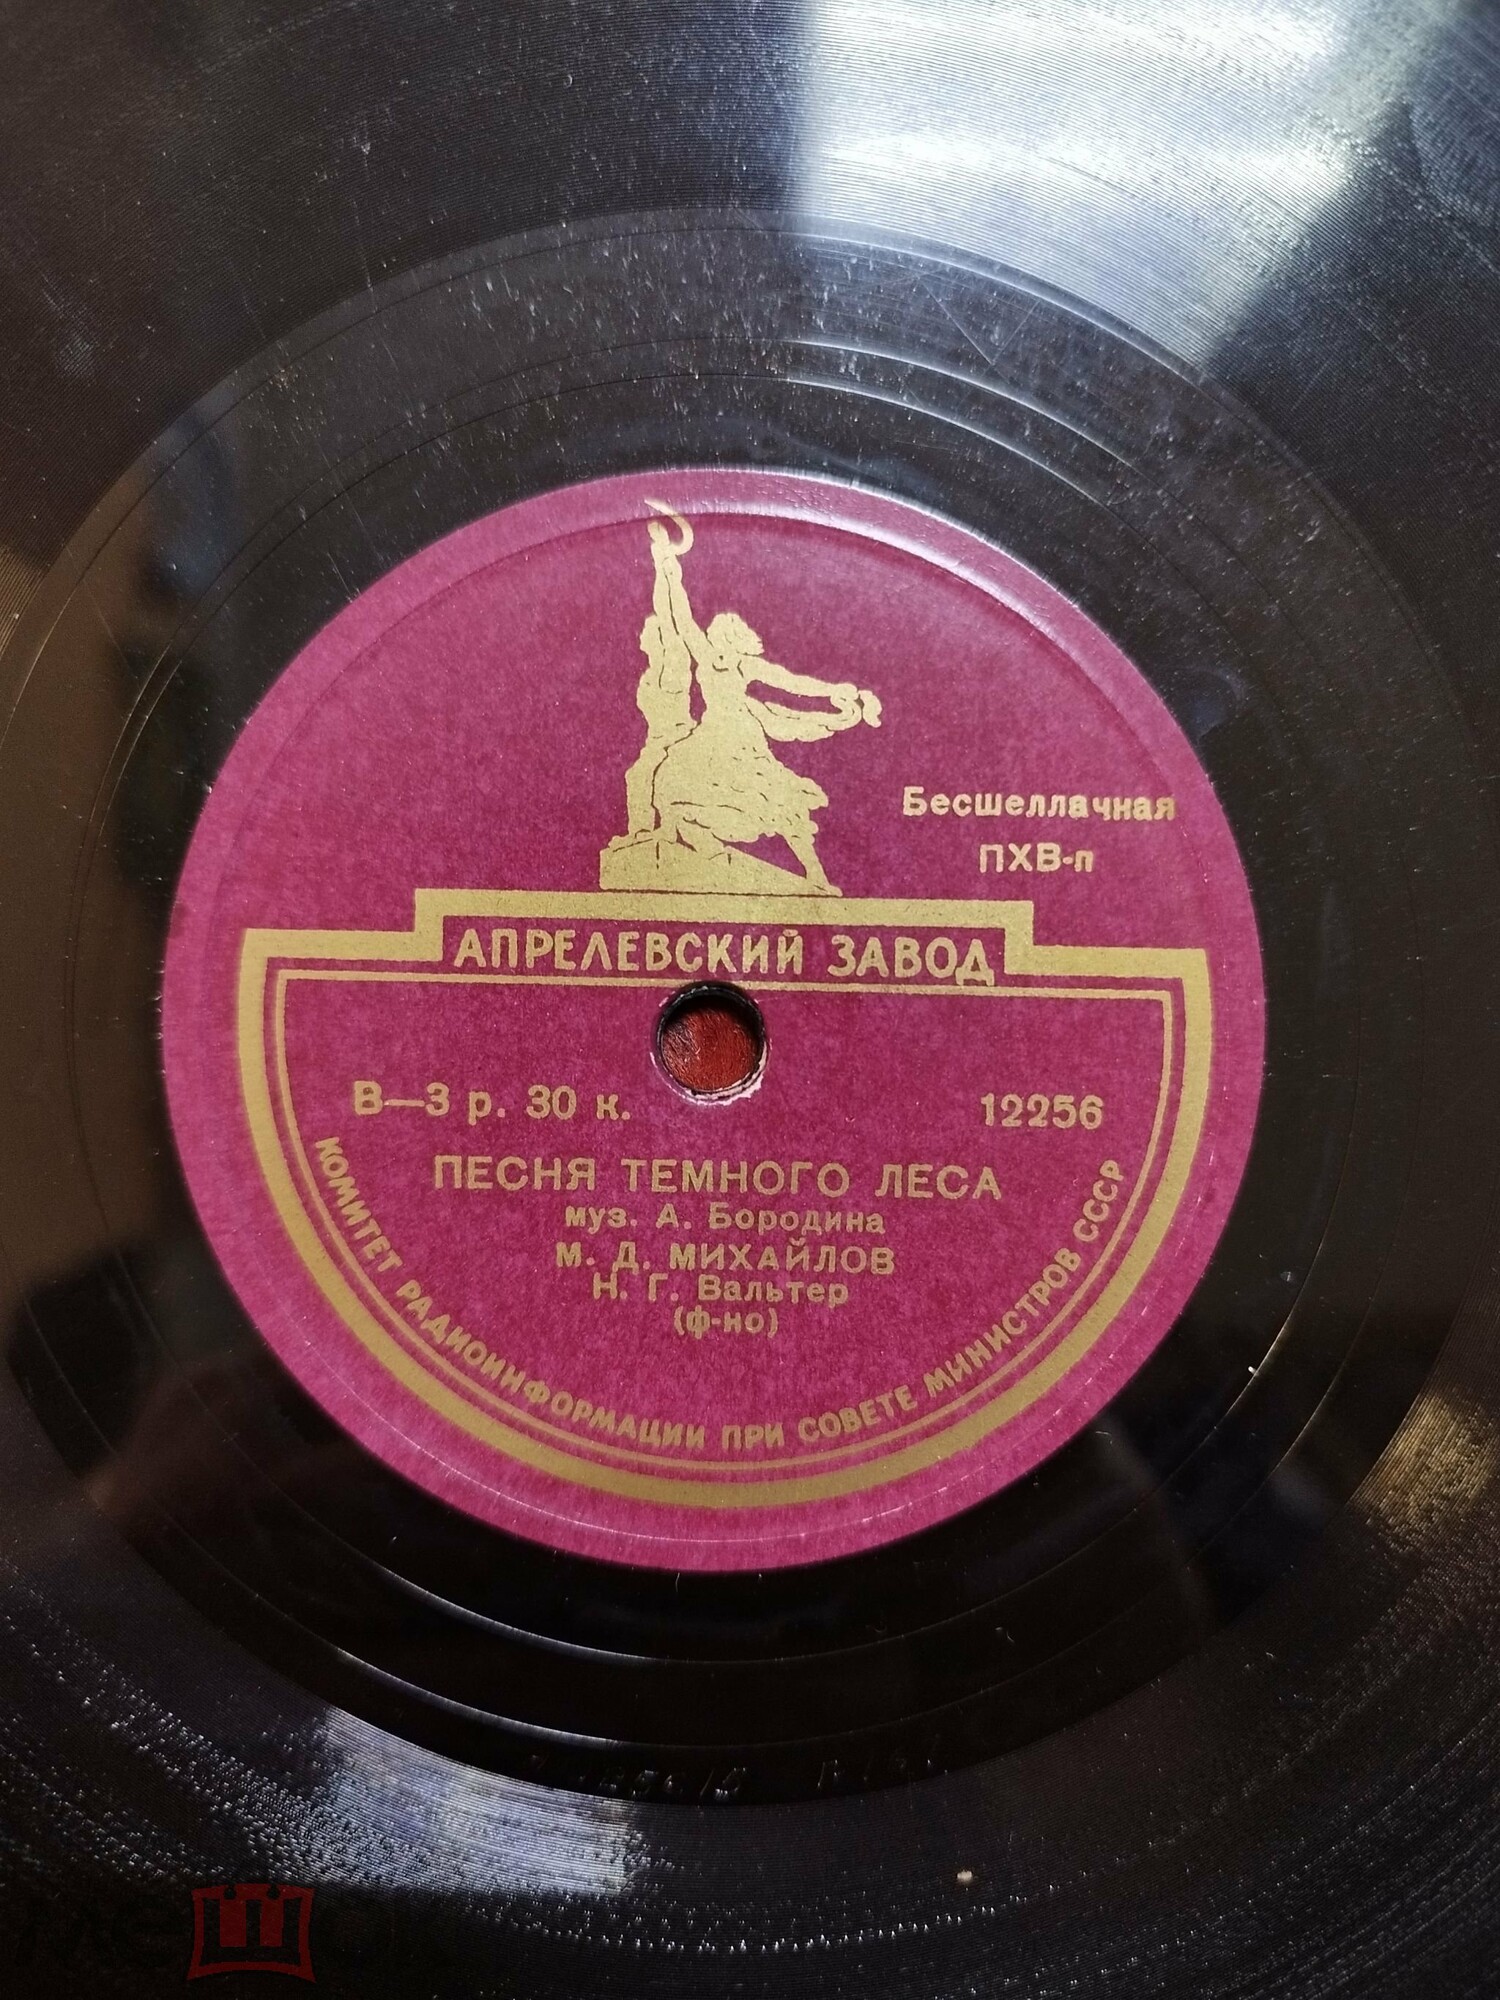 Бесшеллачная
ПХВ-п
АПРЕЛЕВСКИЙ ЗАВОД
В—3 р. 30 к.
12256
ПЕСНЯ ТЕМНОГО ЛЕСА
муз. А. Бородина
М. Д. МИХАЙЛОВ
Н. Г. Вальтер
(ф-но)
КОМИТЕТ РАДИОИНФОРМАЦИИ ПРИ СОВЕТЕ МИНИСТРОВ СССР